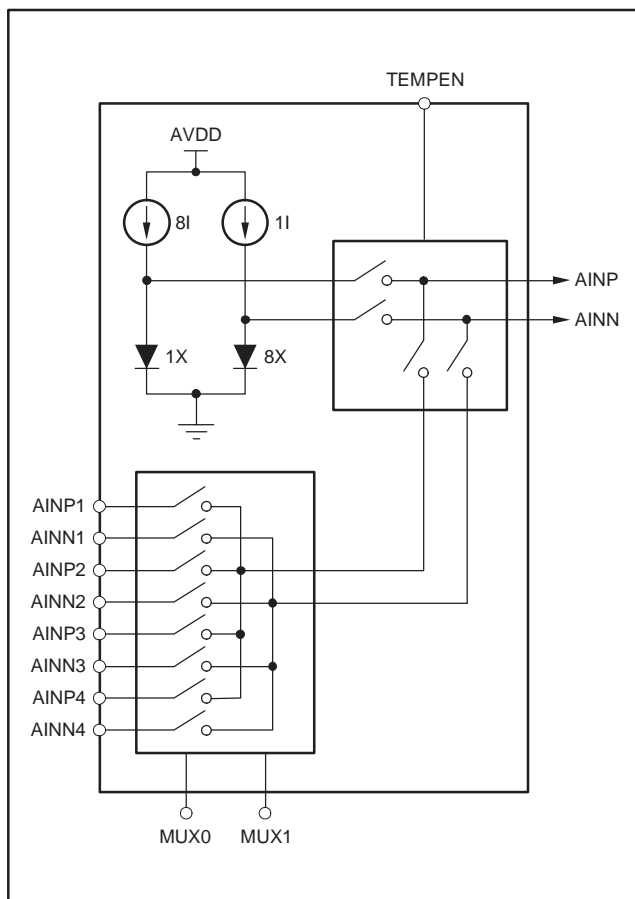 TEMPEN
AVDD
8I
1I
AINP
AINN
1X
8X
AINP1
AINN1
AINP2
AINN2
AINP3
AINN3
AINP4
AINN4
MUX0
MUX1